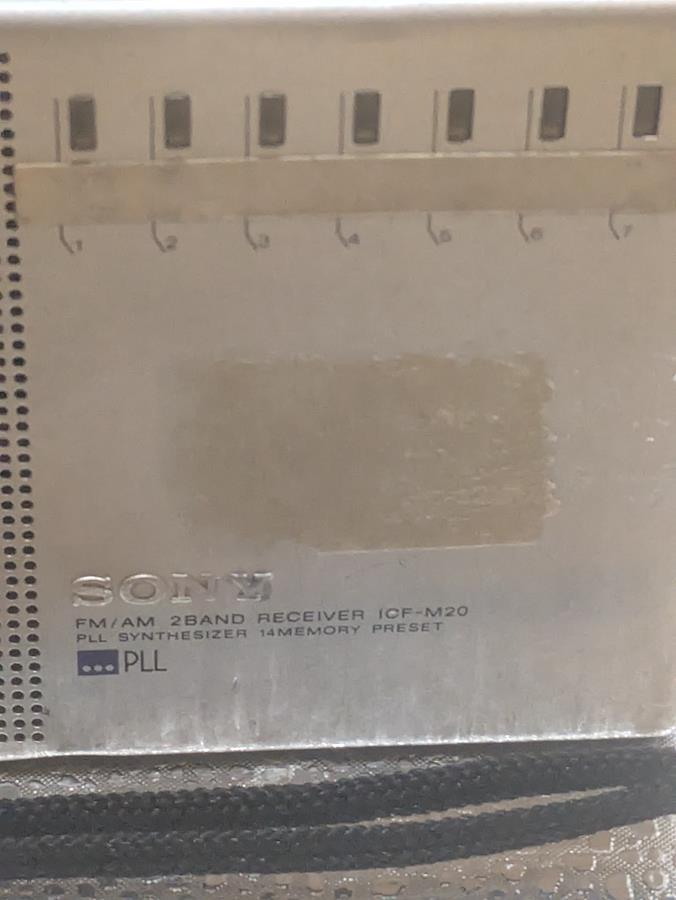 1 2 3 4 5 6 7
SONY
FM/AM 2BAND RECEIVER ICF-M20
PLL SYNTHESIZER 14MEMORY PRESET
PLL